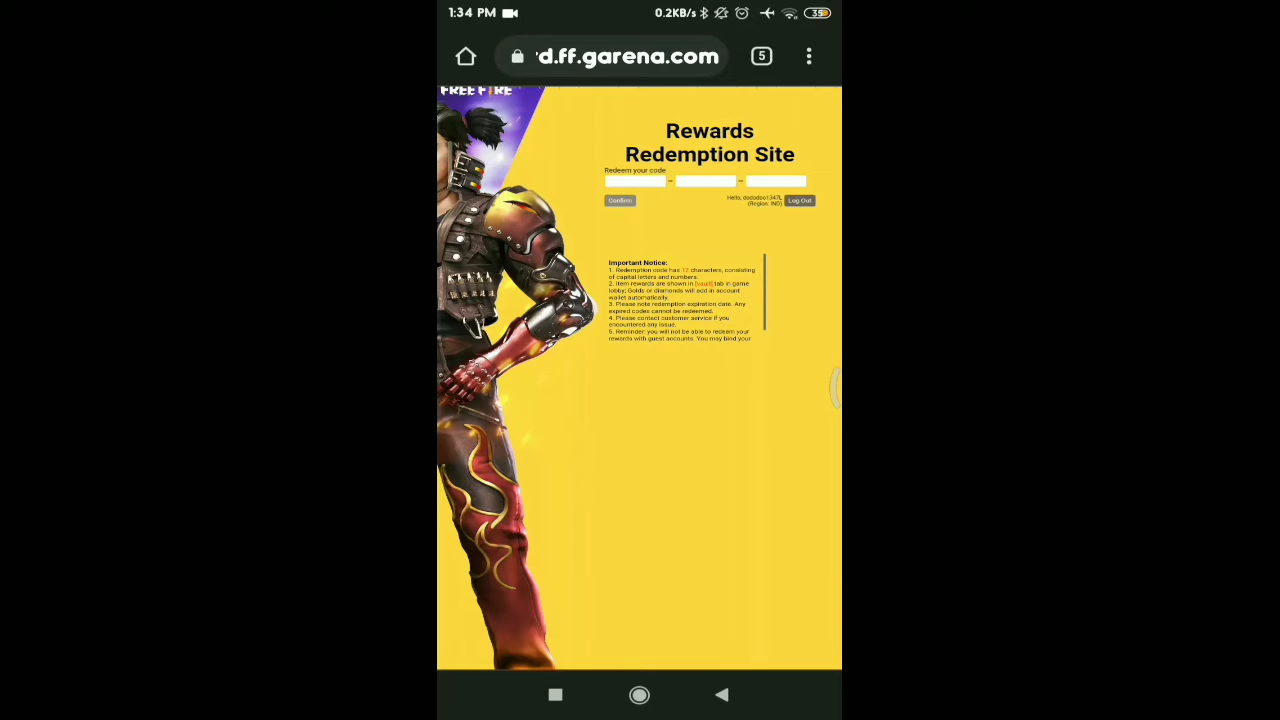 1:34 PM
0.2KB/s
35
d.ff.garena.com
5
FREE FIRE
Rewards
Redemption Site
Redeem your code
Confirm
(Region: IND)
Log Out
Important Notice:
1. Redemption code has 12 characters, consisting
of capital letters and numbers.
2. Item rewards are shown in [vault] tab in game
lobby; Golds or diamonds will add in account
wallet automatically.
3. Please note redemption expiration date. Any
expired codes cannot be redeemed.
4. Please contact customer service if you
encountered any issue.
5. Reminder: you will not be able to redeem your
rewards with guest accounts. You may bind your